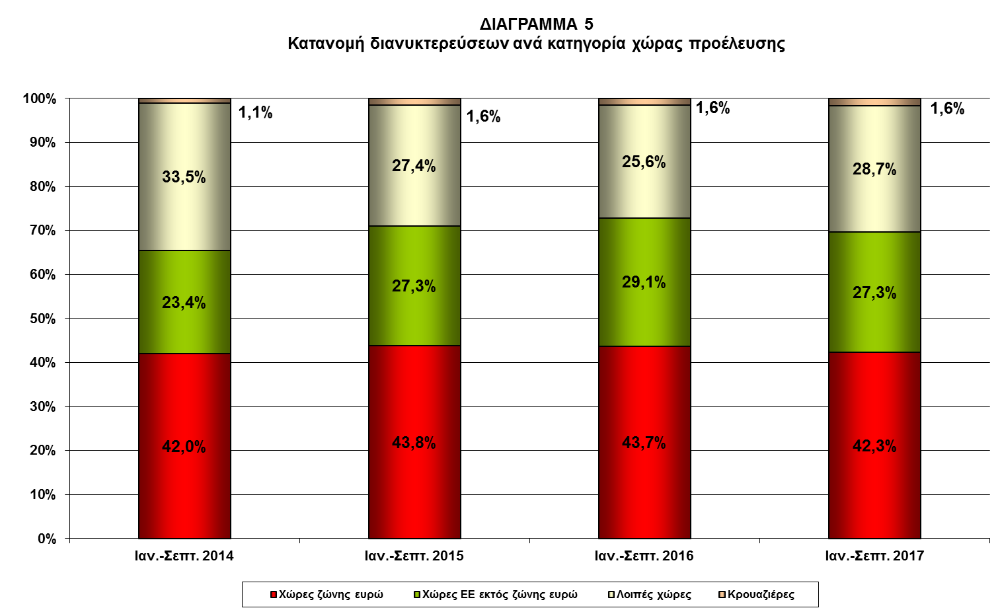 ΔΙΑΓΡΑΜΜΑ 5
Κατανομή διανυκτερεύσεων ανά κατηγορία χώρας προέλευσης
100%
90%
80%
70%
60%
50%
40%
30%
20%
10%
0%
1,1%
33,5%
23,4%
42,0%
1,6%
27,4%
27,3%
43,8%
1,6%
25,6%
29,1%
43,7%
1,6%
28,7%
27,3%
42,3%
Ιαν.-Σεπτ. 2014
Ιαν.-Σεπτ. 2015
Ιαν.-Σεπτ. 2016
Ιαν.-Σεπτ. 2017
Χώρες ζώνης ευρώ
Χώρες ΕΕ εκτός ζώνης ευρώ
Λοιπές χώρες
Κρουαζιέρες